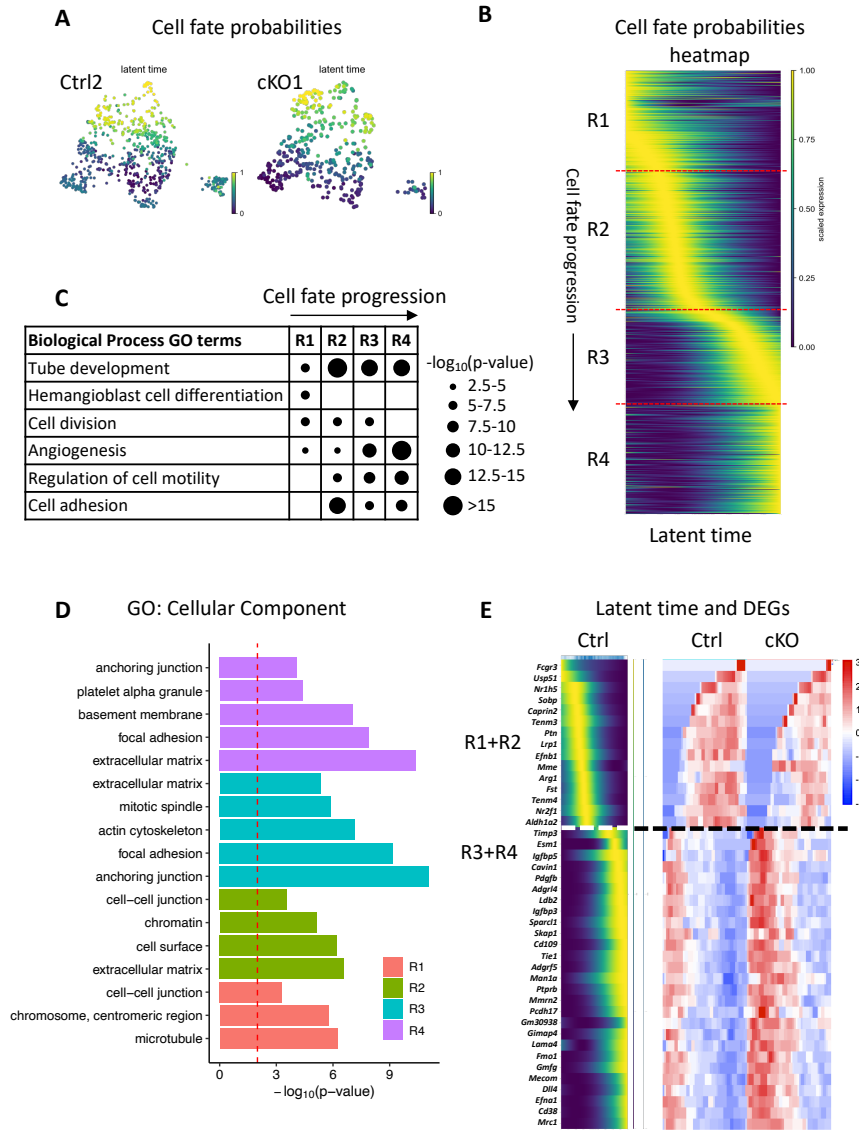 A
Cell fate probabilities
Ctrl2
latent time
1
0
cKO1
latent time
1
0
B
Cell fate probabilities
heatmap
R1
R2
R3
R4
Cell fate progression
1.00
0.75
0.50
0.25
0.00
scaled expression
Latent time
C
Cell fate progression
Biological Process GO terms R1 R2 R3 R4
Tube development
Hemangioblast cell differentiation
Cell division
Angiogenesis
Regulation of cell motility
Cell adhesion
-log10(p-value)
2.5-5
5-7.5
7.5-10
10-12.5
12.5-15
>15
D
GO: Cellular Component
anchoring junction
platelet alpha granule
basement membrane
focal adhesion
extracellular matrix
extracellular matrix
mitotic spindle
actin cytoskeleton
focal adhesion
anchoring junction
cell−cell junction
chromatin
cell surface
extracellular matrix
cell−cell junction
chromosome, centromeric region
microtubule
R1
R2
R3
R4
0 3 6 9
−log10(p−value)
E
Latent time and DEGs
Ctrl
Ctrl cKO
R1+R2
R3+R4
Fcgr3
Usp51
Nr1h5
Sobp
Caprin2
Tenm3
Ptn
Lrp1
Efnb1
Mme
Arg1
Fst
Tenm4
Nr2f1
Aldh1a2
Timp3
Esm1
Igfbp5
Cavin1
Pdgfb
Adgrl4
Ldb2
Igfbp3
Sparcl1
Skap1
Cd109
Tie1
Adgrf5
Man1a
Ptprb
Mmrn2
Pcdh17
Gm30938
Gimap4
Lama4
Fmo1
Gmfg
Mecom
Dll4
Efna1
Cd38
Mrc1
3
2
1
0
-
-
-